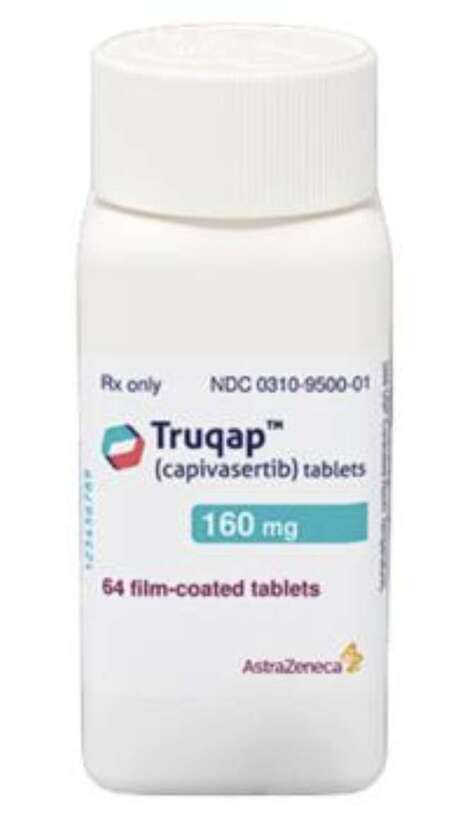 Rx only NDC 0310-9500-01
Truqap™
(capivasertib) tablets
160 mg
64 film-coated tablets
AstraZeneca